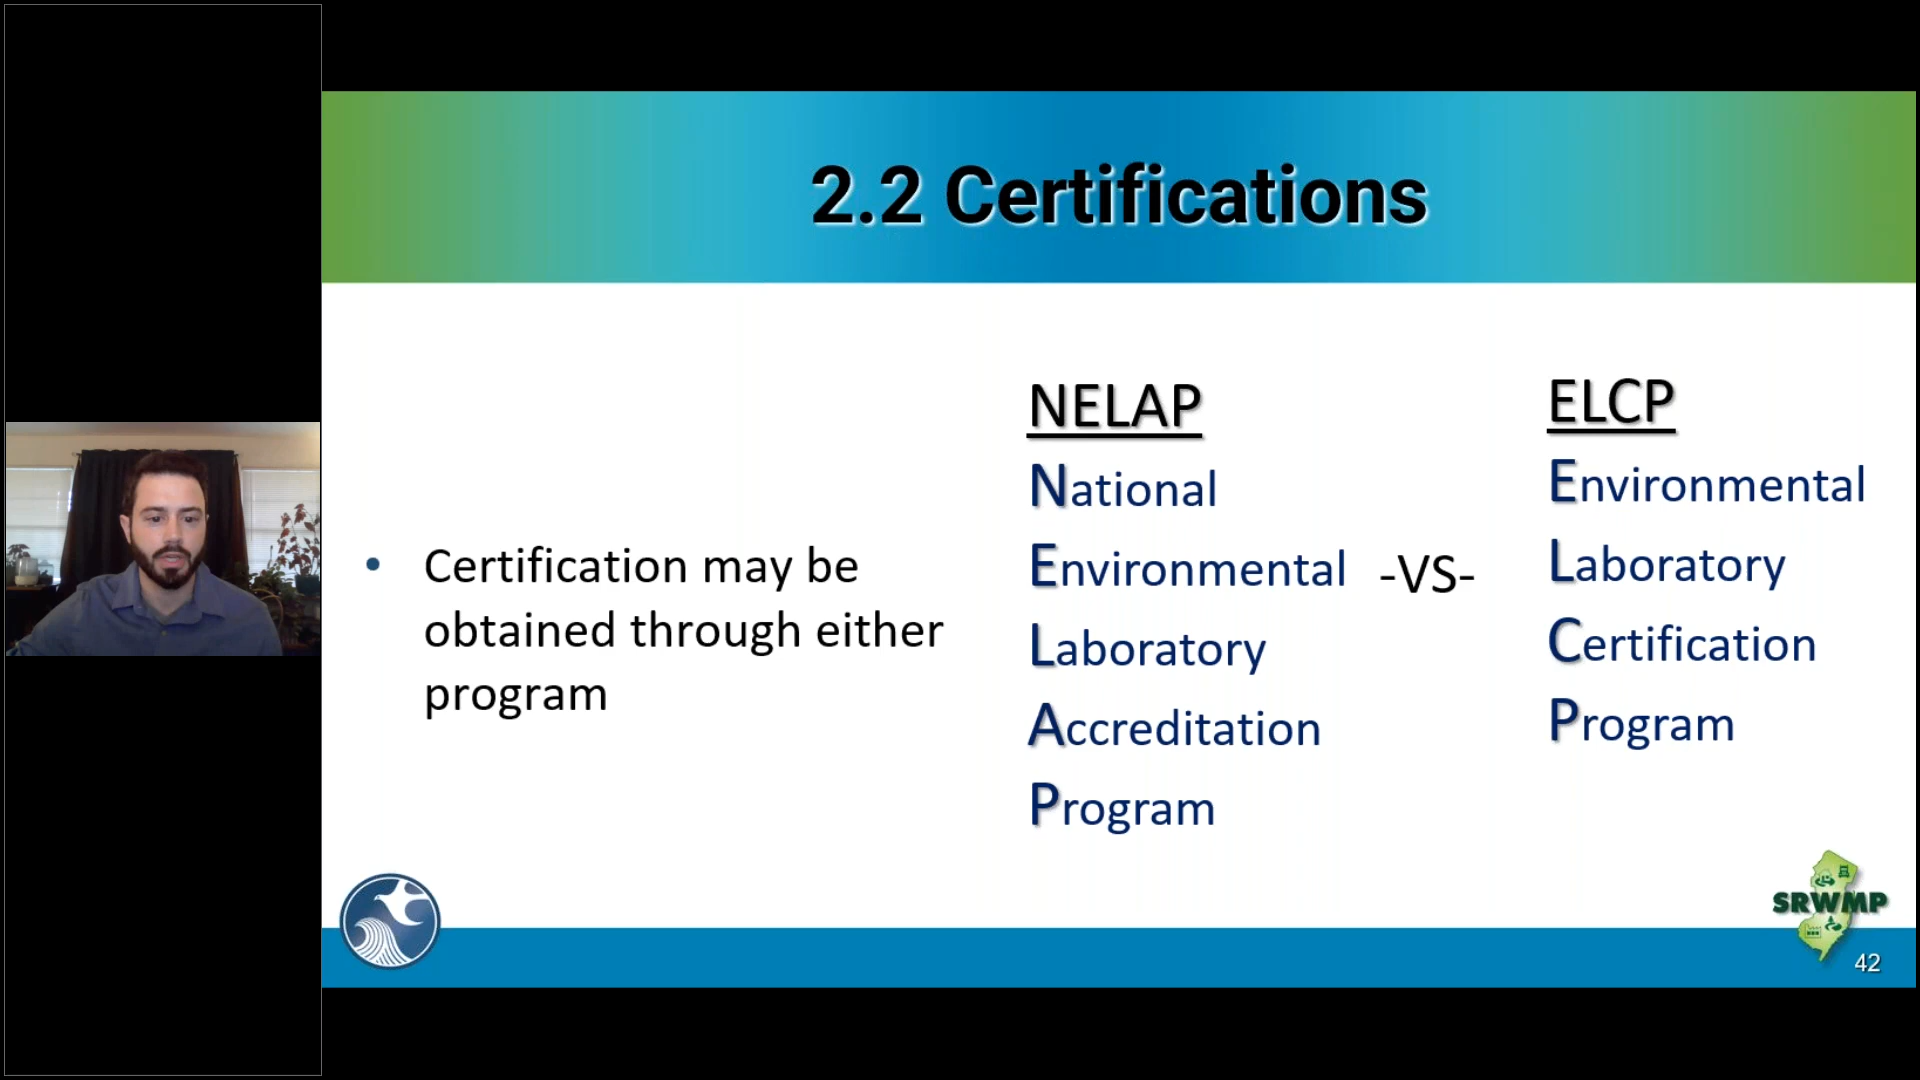 2.2 Certifications
• Certification may be
obtained through either
program
NELAP
National
Environmental
Laboratory
Accreditation
Program
-VS-
ELCP
Environmental
Laboratory
Certification
Program
SRWMP
42